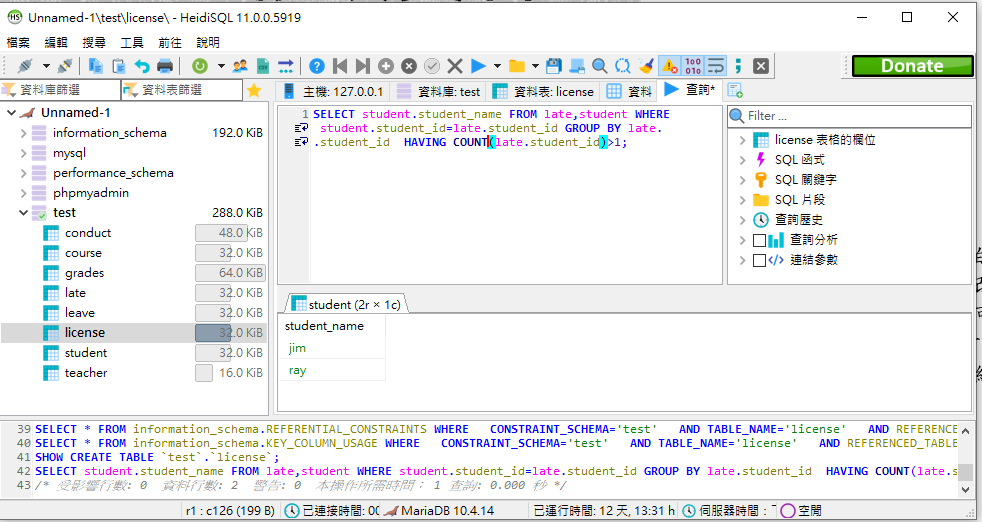 Unnamed-1\test\license\ - HeidiSQL 11.0.0.5919
檔案 編輯 搜尋 工具 前往 說明
Donate
資料庫篩選 資料表篩選 主機: 127.0.0.1 資料庫: test 資料表: license 資料 查詢*
Unnamed-1
information_schema 192.0 KiB
mysql
performance_schema
phpmyadmin
test 288.0 KiB
conduct 48.0 KiB
course 32.0 KiB
grades 64.0 KiB
late 32.0 KiB
leave 32.0 KiB
license 32.0 KiB
student 32.0 KiB
teacher 16.0 KiB
1 SELECT student.student_name FROM late,student WHERE
student.student_id=late.student_id GROUP BY late.
.student_id HAVING COUNT(late.student_id)>1;
Filter ...
license 表格的欄位
SQL 函式
SQL 關鍵字
SQL 片段
查詢歷史
查詢分析
連結參數
student (2r × 1c)
student_name
jim
ray
39 SELECT * FROM information_schema.REFERENTIAL_CONSTRAINTS WHERE CONSTRAINT_SCHEMA='test' AND TABLE_NAME='license' AND REFERENCE
40 SELECT * FROM information_schema.KEY_COLUMN_USAGE WHERE CONSTRAINT_SCHEMA='test' AND TABLE_NAME='license' AND REFERENCED_TABLE
41 SHOW CREATE TABLE `test`.`license`;
42 SELECT student.student_name FROM late,student WHERE student.student_id=late.student_id GROUP BY late.student_id HAVING COUNT(late.s
43 /* 受影響行數: 0 資料行數: 2 警告: 0 本操作所需時間: 1 查詢: 0.000 秒 */
r1 : c126 (199 B) 已連接時間: 00 MariaDB 10.4.14 已運行時間: 12 天, 13:31 h 伺服器時間: 空閒